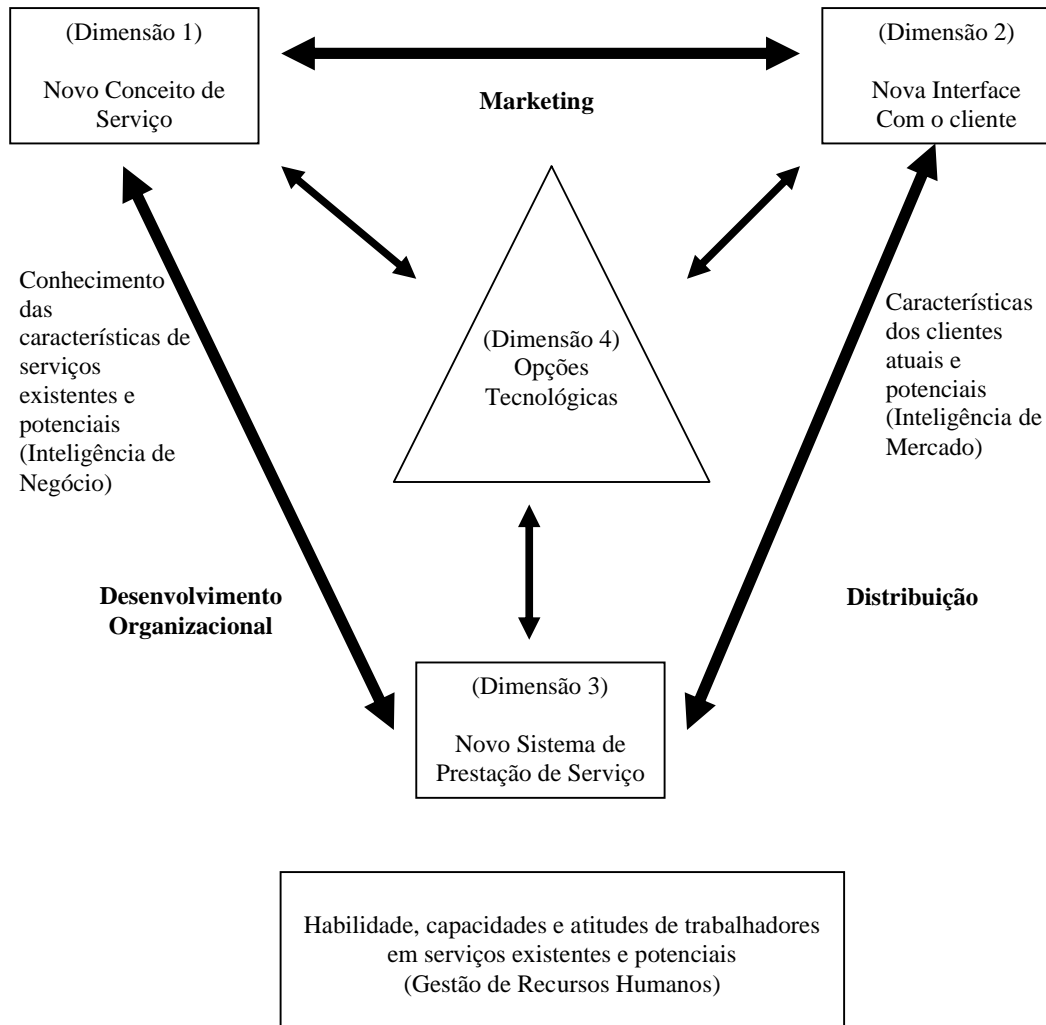 (Dimensão 1)
Novo Conceito de
Serviço
(Dimensão 2)
Nova Interface
Com o cliente
Marketing
Conhecimento
das
características de
serviços
existentes e
potenciais
(Inteligência de
Negócio)
(Dimensão 4)
Opções
Tecnológicas
Características
dos clientes
atuais e
potenciais
(Inteligência de
Mercado)
Desenvolvimento
Organizacional
Distribuição
(Dimensão 3)
Novo Sistema de
Prestação de Serviço
Habilidade, capacidades e atitudes de trabalhadores
em serviços existentes e potenciais
(Gestão de Recursos Humanos)